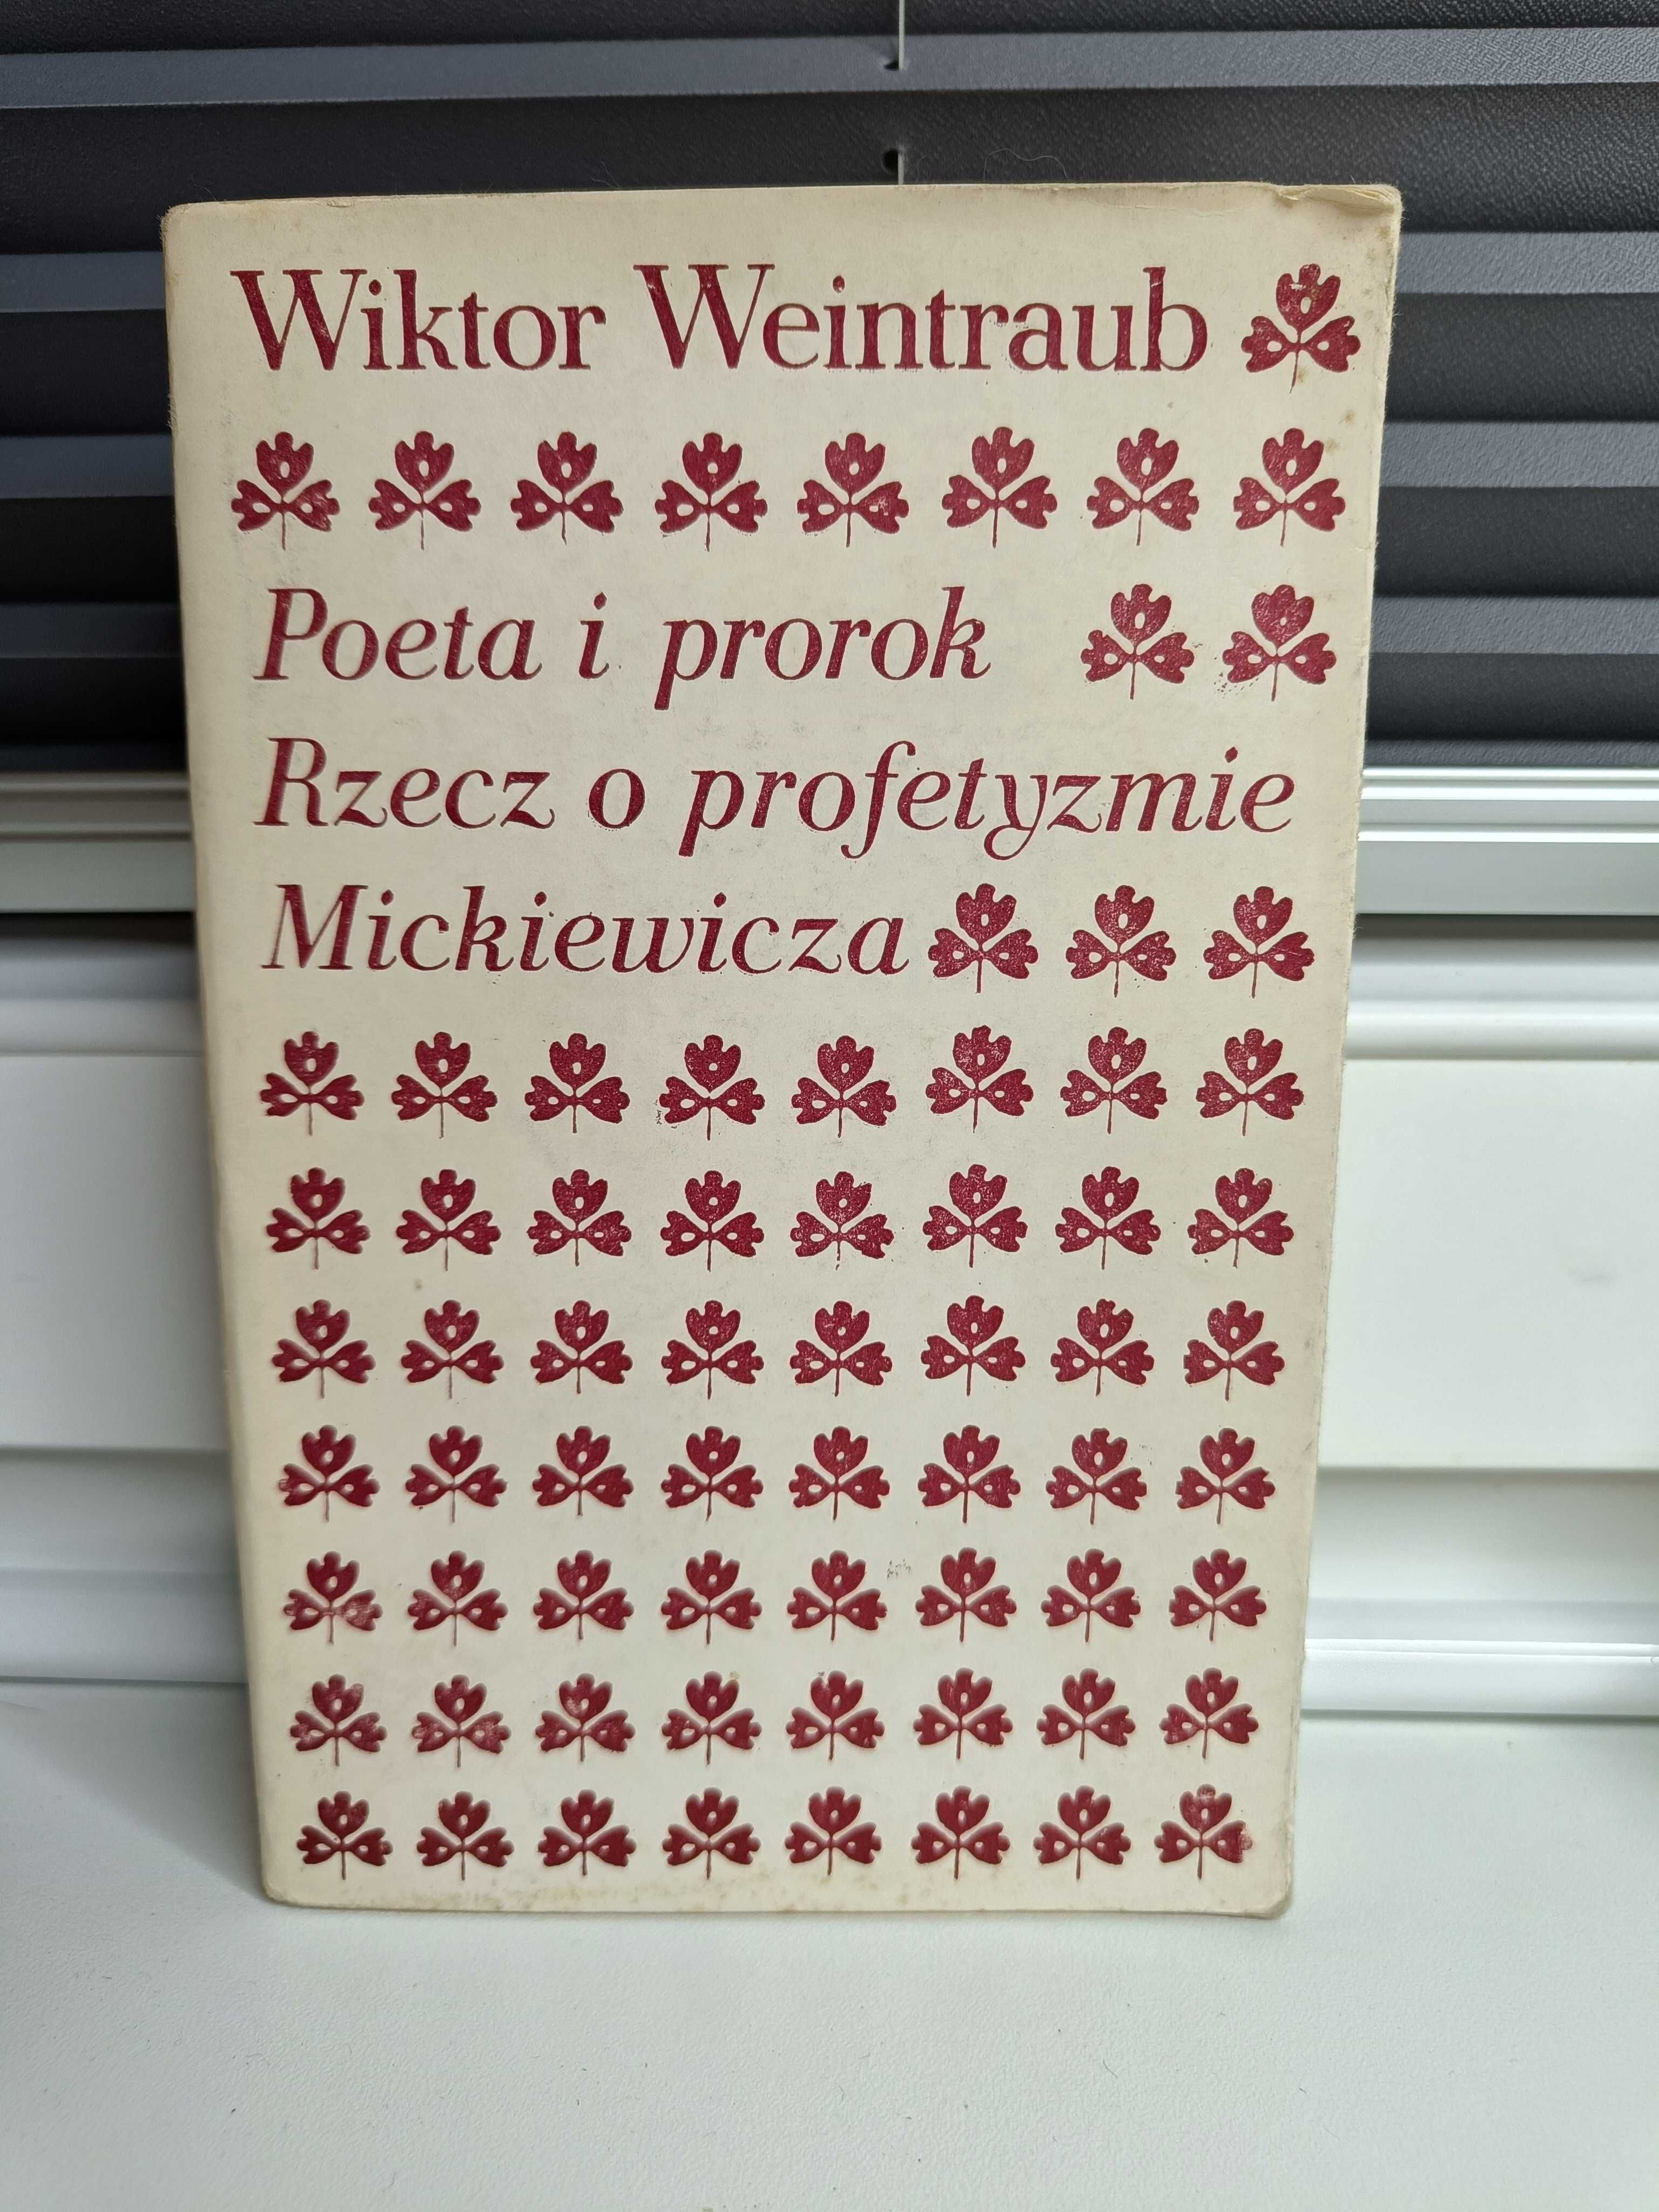 Wiktor Weintraub
Poeta i prorok
Rzecz o profetyzmie
Mickiewicza